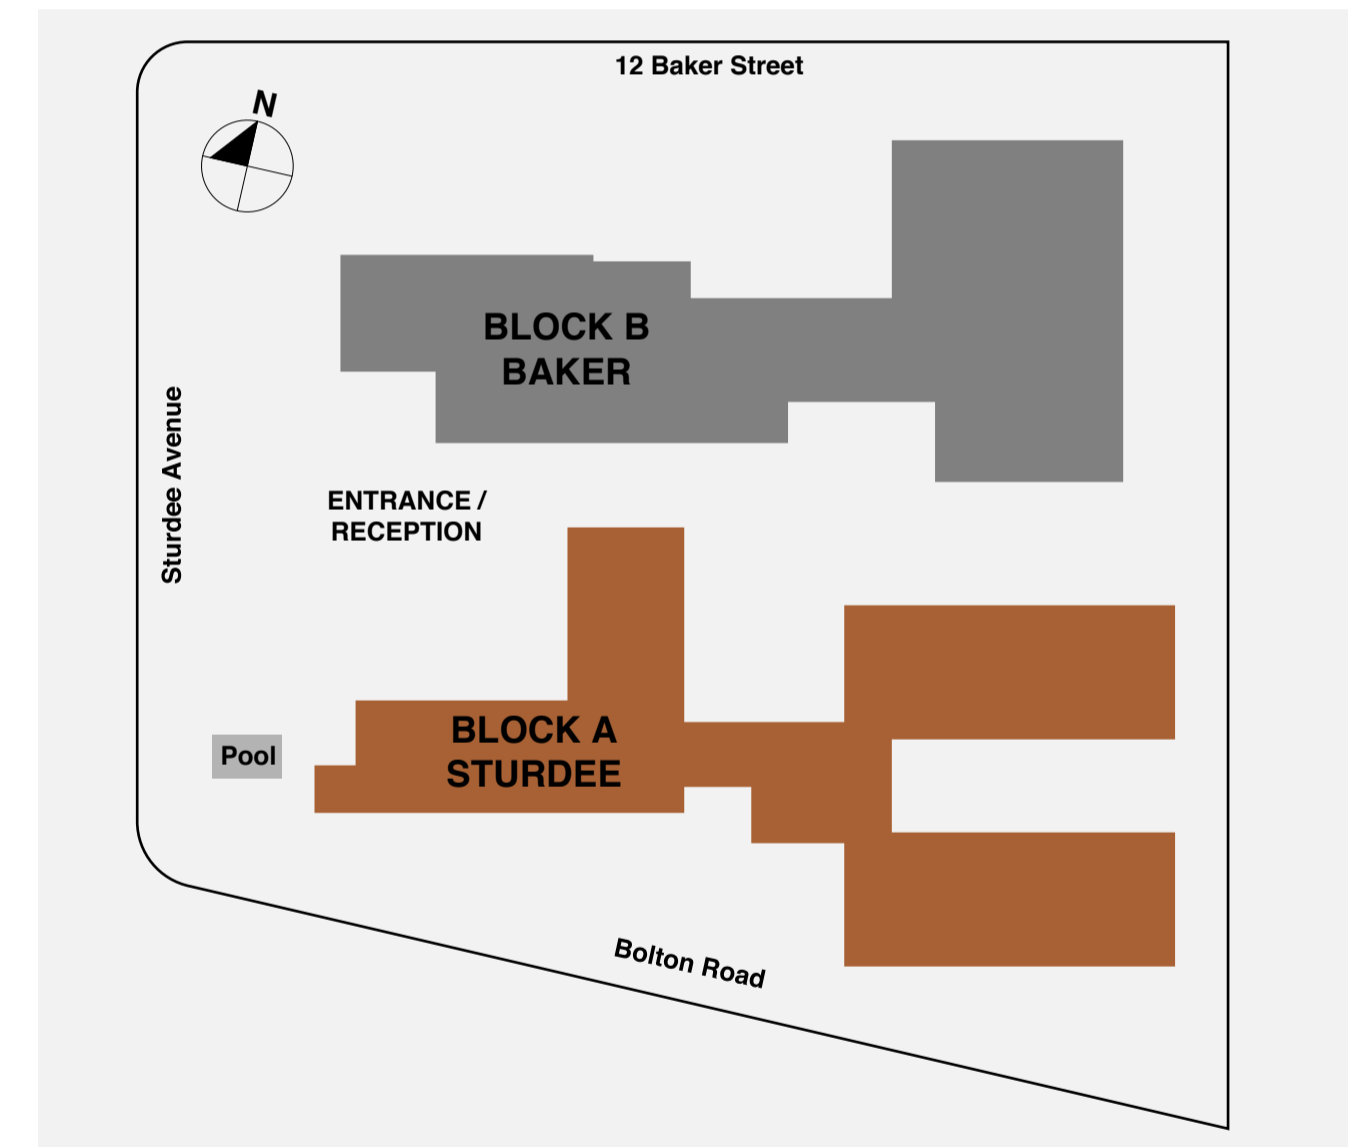 12 Baker Street
N
BLOCK B
BAKER
Sturdee Avenue
ENTRANCE /
RECEPTION
BLOCK A
STURDEE
Pool
Bolton Road